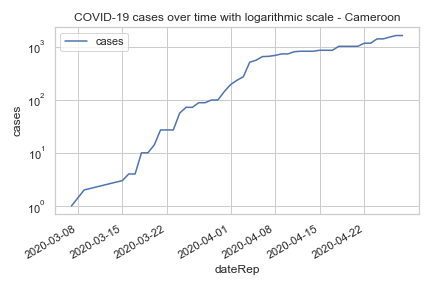 COVID-19 cases over time with logarithmic scale - Cameroon
cases
10³
10²
10¹
10⁰
cases
2020-03-08
2020-03-15
2020-03-22
2020-04-01
2020-04-08
2020-04-15
2020-04-22
dateRep